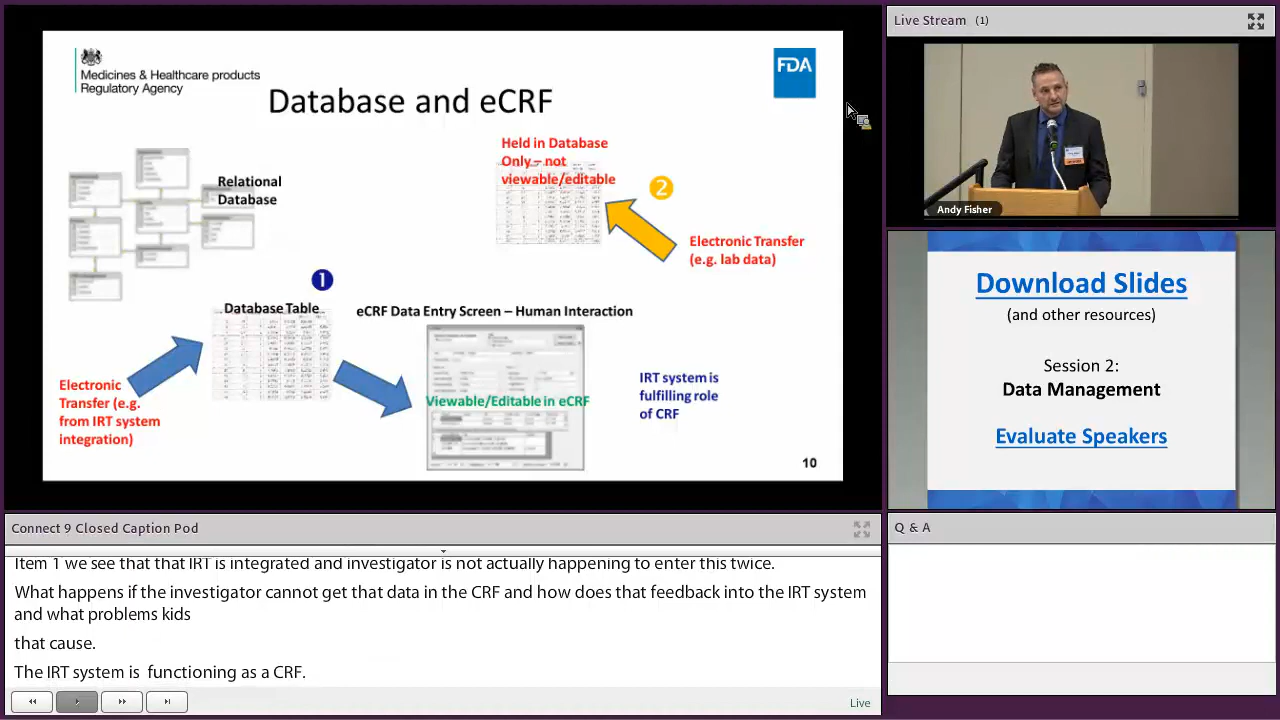 Medicines & Healthcare products
Regulatory Agency
FDA
Database and eCRF
Relational
Database
Held in Database
Only – not
viewable/editable
2
Electronic Transfer
(e.g. lab data)
1
Database Table
eCRF Data Entry Screen – Human Interaction
Electronic
Transfer (e.g.
from IRT system
integration)
Viewable/Editable in eCRF
IRT system is
fulfilling role
of CRF
10
Live Stream (1)
Andy Fisher
Download Slides
(and other resources)
Session 2:
Data Management
Evaluate Speakers
Connect 9 Closed Caption Pod
Item 1 we see that that IRT is integrated and investigator is not actually happening to enter this twice.
What happens if the investigator cannot get that data in the CRF and how does that feedback into the IRT system
and what problems kids
that cause.
The IRT system is functioning as a CRF.
Live
Q & A